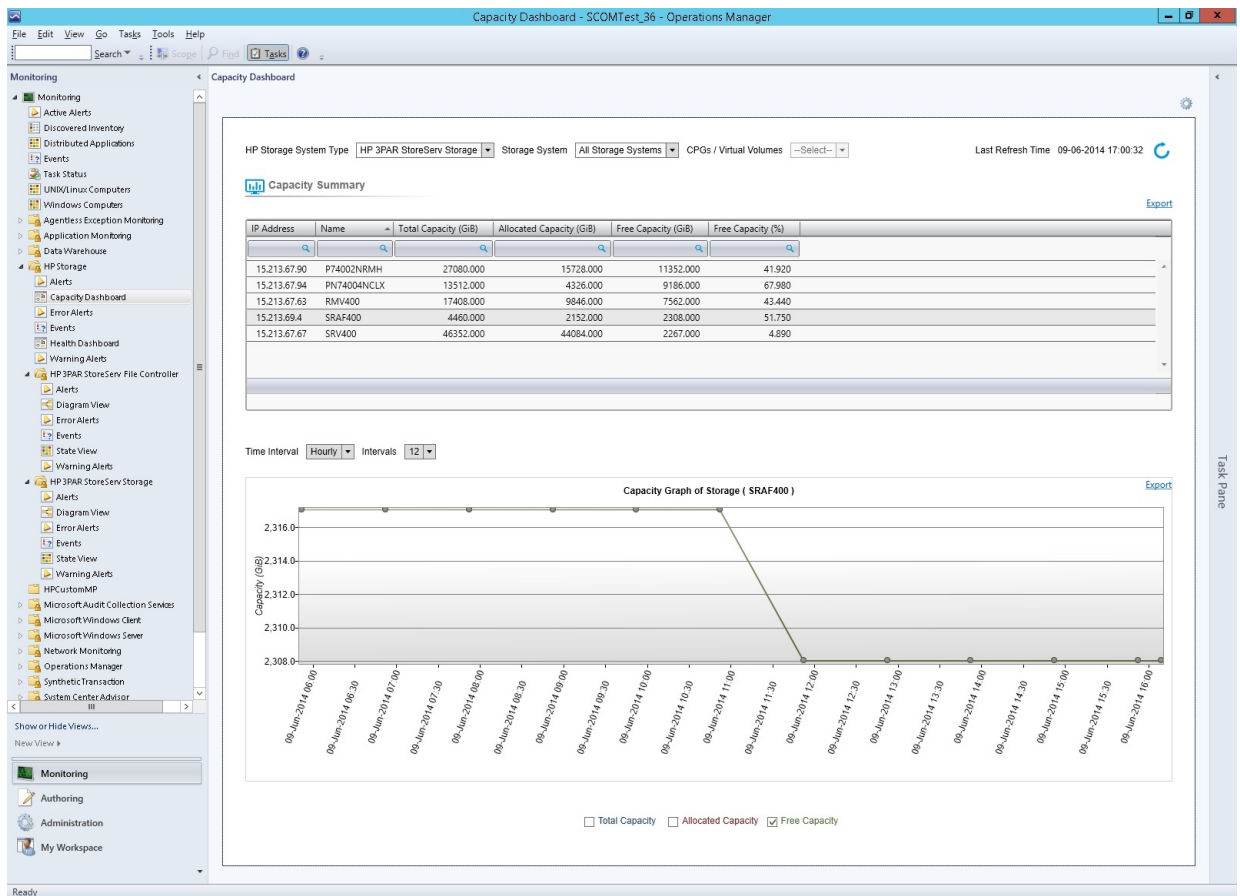 Capacity Dashboard - SCOMTest_36 - Operations Manager
File Edit View Go Tasks Tools Help
Search Scope Find Tasks
Monitoring
Monitoring
Active Alerts
Discovered Inventory
Distributed Applications
Events
Task Status
UNIX/Linux Computers
Windows Computers
Agentless Exception Monitoring
Application Monitoring
Data Warehouse
HP Storage
Alerts
Capacity Dashboard
Error Alerts
Events
Health Dashboard
Warning Alerts
HP 3PAR StoreServ File Controller
Alerts
Diagram View
Error Alerts
Events
State View
Warning Alerts
HP 3PAR StoreServ Storage
Alerts
Diagram View
Error Alerts
Events
State View
Warning Alerts
HPCustomMP
Microsoft Audit Collection Services
Microsoft Windows Client
Microsoft Windows Server
Network Monitoring
Operations Manager
Synthetic Transaction
System Center Advisor
Show or Hide Views...
New View
Monitoring
Authoring
Administration
My Workspace
Ready
Capacity Dashboard
HP Storage System Type HP 3PAR StoreServ Storage Storage System All Storage Systems CPGs / Virtual Volumes --Select-- Last Refresh Time 09-06-2014 17:00:32
Capacity Summary
Export
IP Address Name Total Capacity (GiB) Allocated Capacity (GiB) Free Capacity (GiB) Free Capacity (%)
15.213.67.90 P74002NRMH 27080.000 15728.000 11352.000 41.920
15.213.67.94 PN74004NCLX 13512.000 4326.000 9186.000 67.980
15.213.67.63 RMV400 17408.000 9846.000 7562.000 43.440
15.213.69.4 SRAF400 4460.000 2152.000 2308.000 51.750
15.213.67.67 SRV400 46352.000 44084.000 2267.000 4.890
Time Interval Hourly Intervals 12
Capacity Graph of Storage ( SRAF400 )
Export
Capacity (GiB)
2,316.0
2,314.0
2,312.0
2,310.0
2,308.0
09-Jun-2014 06:00
09-Jun-2014 06:30
09-Jun-2014 07:00
09-Jun-2014 07:30
09-Jun-2014 08:00
09-Jun-2014 08:30
09-Jun-2014 09:00
09-Jun-2014 09:30
09-Jun-2014 10:00
09-Jun-2014 10:30
09-Jun-2014 11:00
09-Jun-2014 11:30
09-Jun-2014 12:00
09-Jun-2014 12:30
09-Jun-2014 13:00
09-Jun-2014 13:30
09-Jun-2014 14:00
09-Jun-2014 14:30
09-Jun-2014 15:00
09-Jun-2014 15:30
09-Jun-2014 16:00
Total Capacity Allocated Capacity Free Capacity
Task Pane